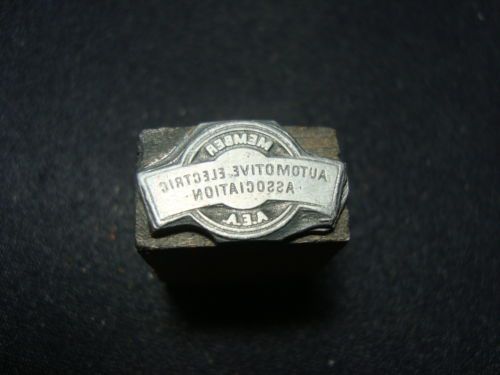 MEMBER
AUTOMOTIVE ELECTRIC
· ASSOCIATION ·
A.E.A.